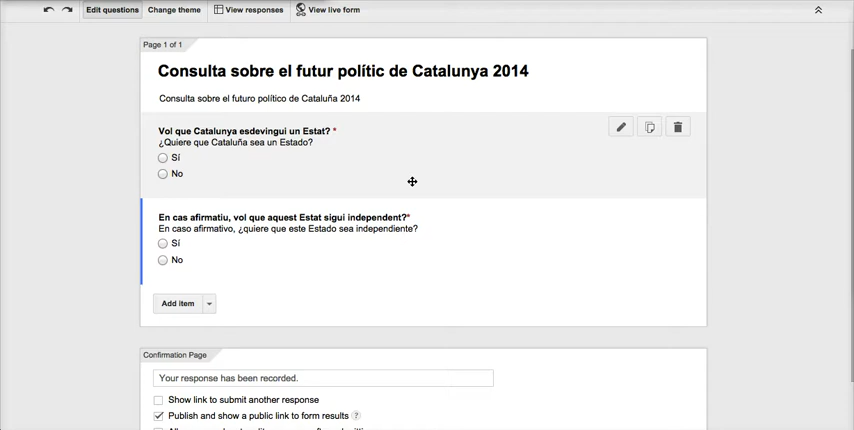 Edit questions Change theme View responses View live form
Page 1 of 1
Consulta sobre el futur polític de Catalunya 2014
Consulta sobre el futuro político de Cataluña 2014
Vol que Catalunya esdevingui un Estat? *
¿Quiere que Cataluña sea un Estado?
Sí
No
En cas afirmatiu, vol que aquest Estat sigui independent?*
En caso afirmativo, ¿quiere que este Estado sea independiente?
Sí
No
Add item
Confirmation Page
Your response has been recorded.
Show link to submit another response
Publish and show a public link to form results ?